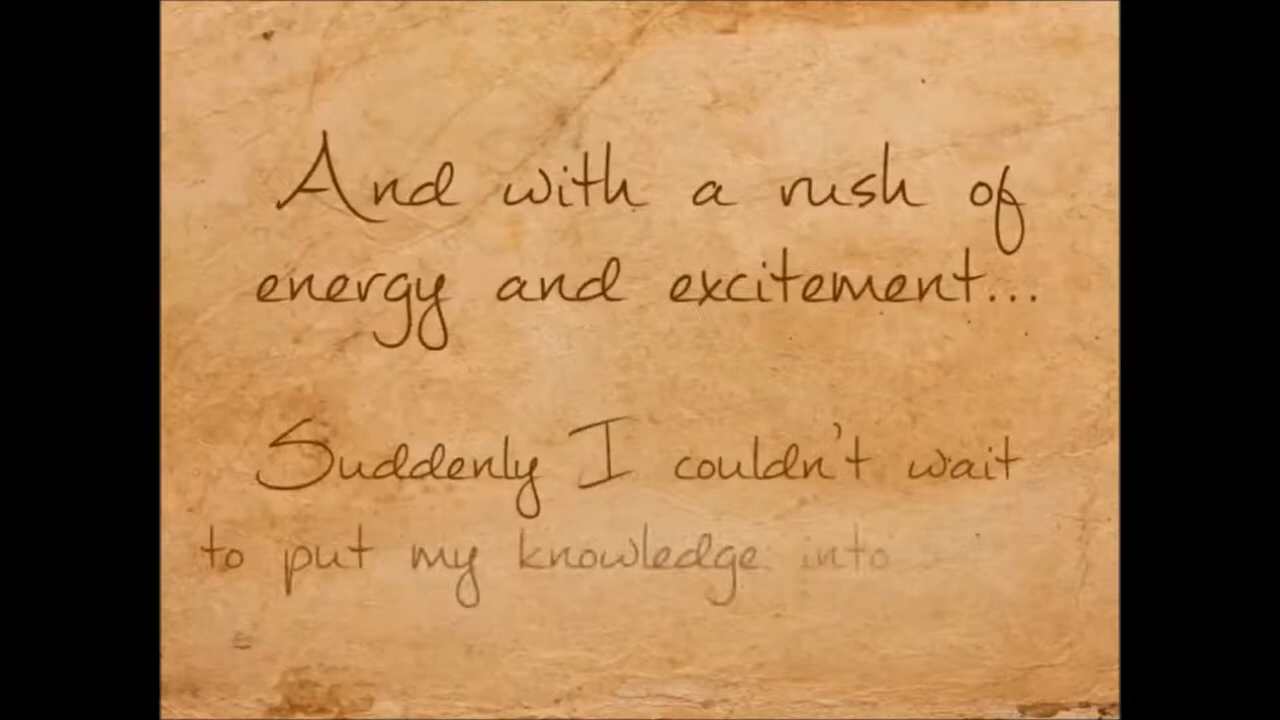 And with a rush of
energy and excitement...
Suddenly I couldn't wait
to put my knowledge into